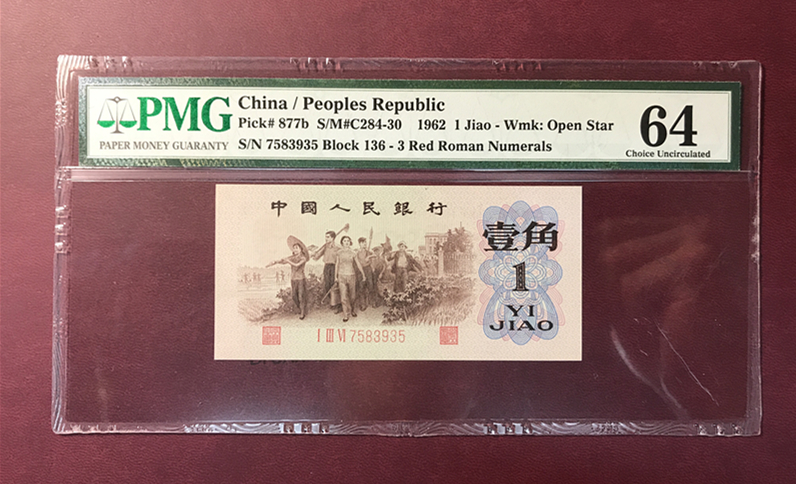 PMG
PAPER MONEY GUARANTY
China / Peoples Republic
Pick# 877b S/M#C284-30 1962 1 Jiao - Wmk: Open Star
S/N 7583935 Block 136 - 3 Red Roman Numerals
64
Choice Uncirculated
中國人民銀行
壹角
1
YI
JIAO
I III VI 7583935